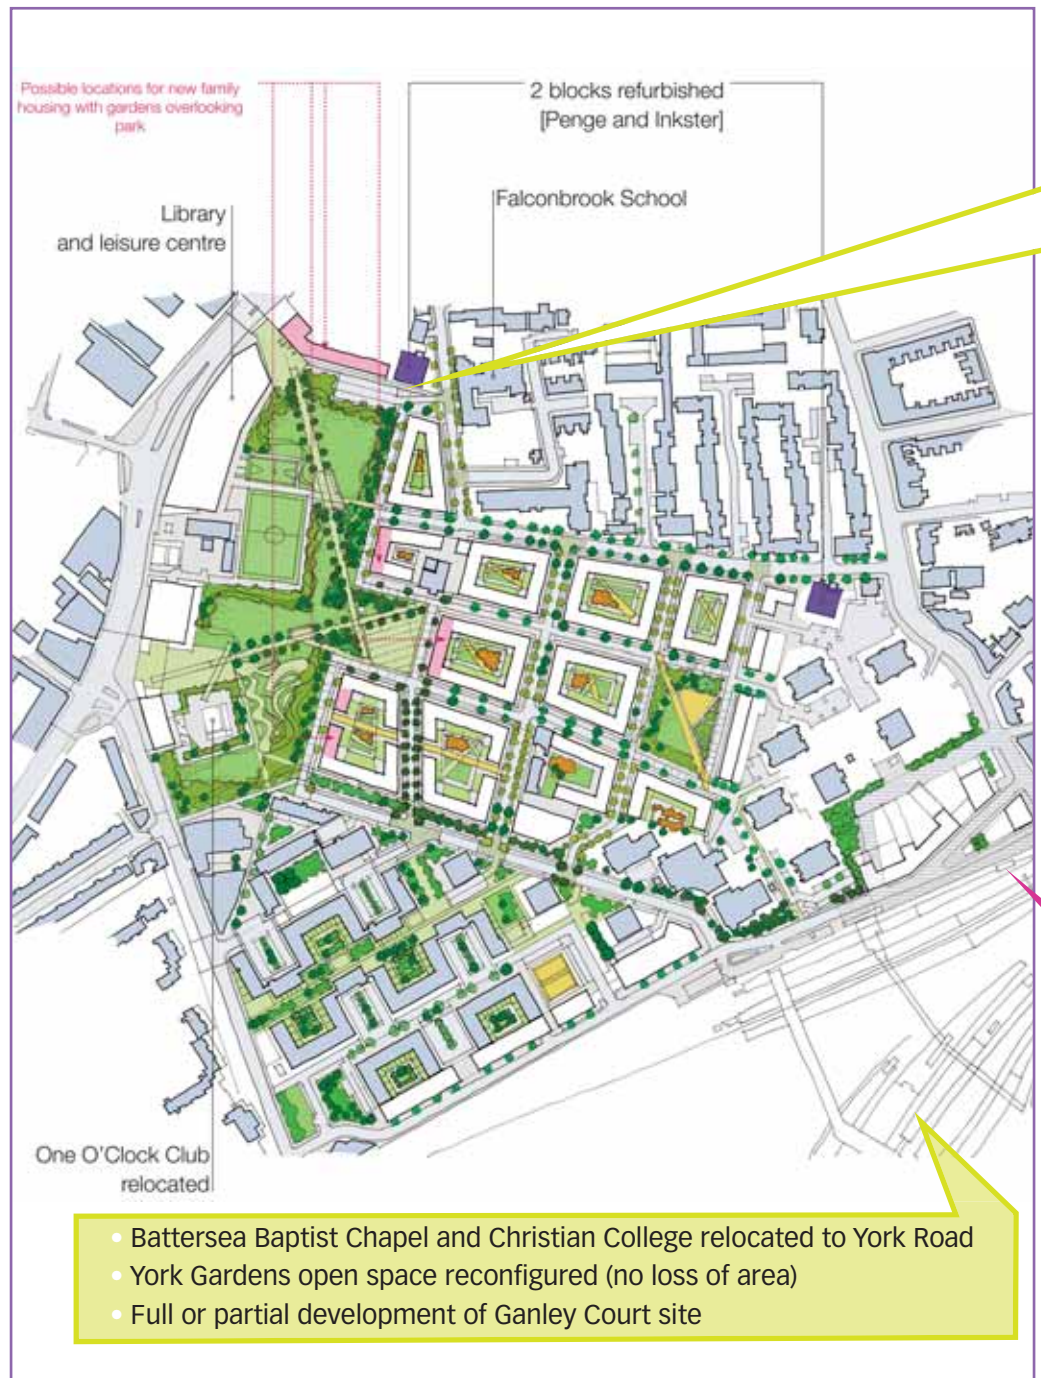 Possible locations for new family
housing with gardens overlooking
park
2 blocks refurbished
[Penge and Inkster]
Library
and leisure centre
Falconbrook School
One O'Clock Club
relocated
• Battersea Baptist Chapel and Christian College relocated to York Road
• York Gardens open space reconfigured (no loss of area)
• Full or partial development of Ganley Court site